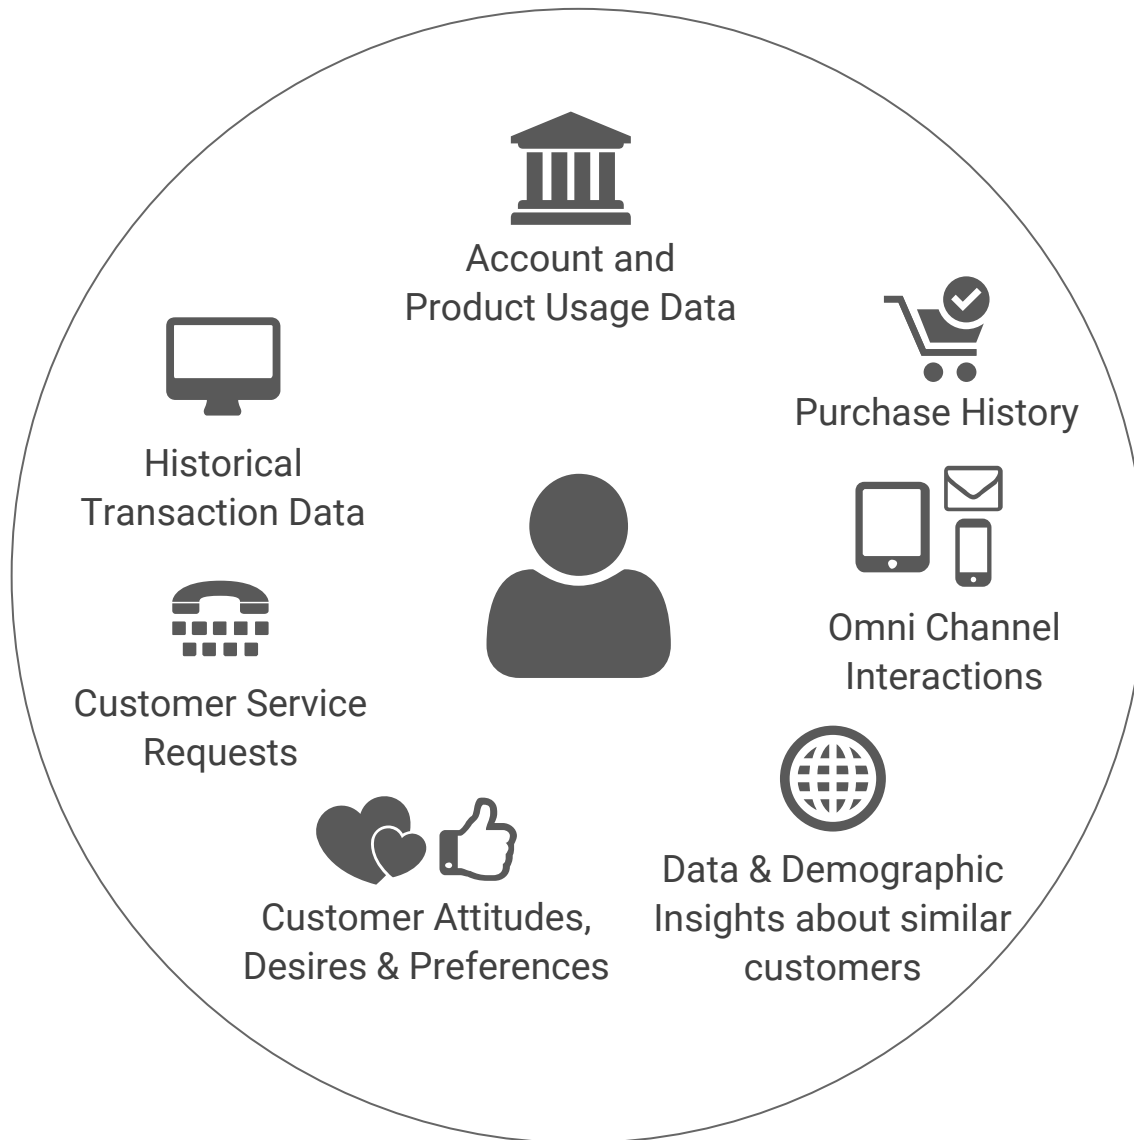 Account and
Product Usage Data
Purchase History
Historical
Transaction Data
Omni Channel
Interactions
Customer Service
Requests
Data & Demographic
Insights about similar
customers
Customer Attitudes,
Desires & Preferences